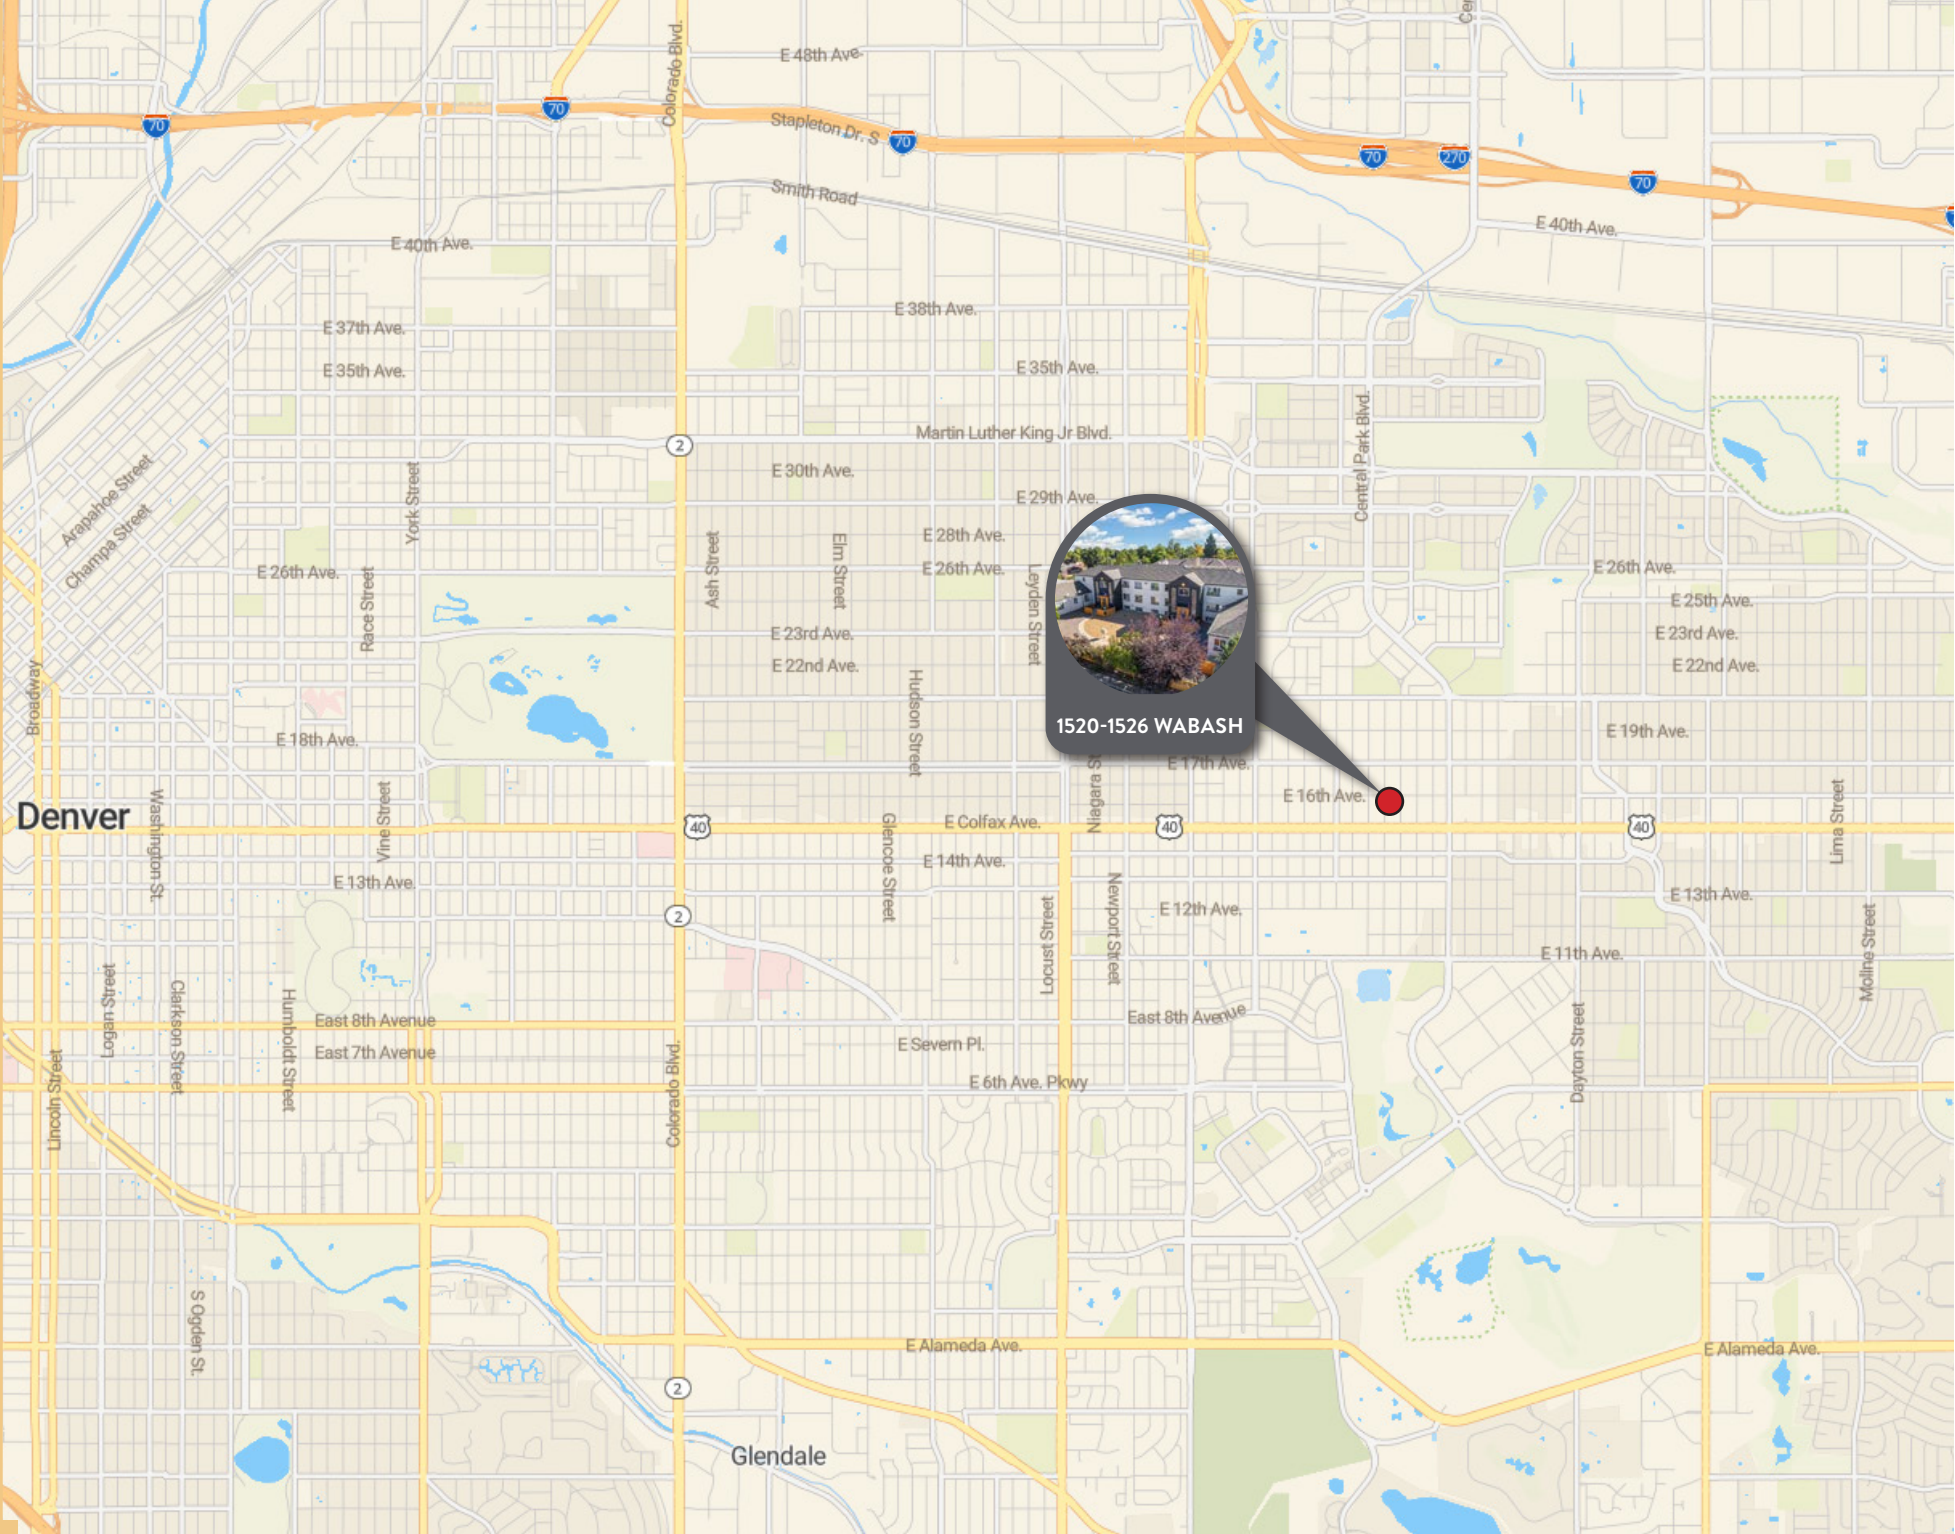 Cer
E 48th Ave.
Colorado Blvd.
70
70
Stapleton Dr. S
70
70
270
70
Smith Road
E 40th Ave.
E 40th Ave.
E 38th Ave.
E 37th Ave.
E 35th Ave.
E 35th Ave.
Martin Luther King Jr Blvd.
2
E 30th Ave.
E 29th Ave.
Central Park Blvd.
Arapahoe Street
Champa Street
York Street
E 28th Ave.
E 26th Ave.
E 26th Ave.
E 26th Ave.
Race Street
Ash Street
Elm Street
Leyden Street
E 25th Ave.
E 23rd Ave.
E 23rd Ave.
E 22nd Ave.
E 22nd Ave.
Broadway
Hudson Street
1520-1526 WABASH
E 19th Ave.
E 18th Ave.
E 17th Ave.
Niagara St
E 16th Ave.
Denver
Washington St.
Vine Street
40
E Colfax Ave.
40
40
Lima Street
Glencoe Street
E 14th Ave.
E 13th Ave.
E 13th Ave.
2
E 12th Ave.
Newport Street
Locust Street
E 11th Ave.
Moline Street
Logan Street
Clarkson Street
Humboldt Street
East 8th Avenue
East 8th Avenue
East 7th Avenue
E Severn Pl.
E 6th Ave. Pkwy
Dayton Street
Lincoln Street
Colorado Blvd.
S Ogden St.
E Alameda Ave.
E Alameda Ave.
2
Glendale